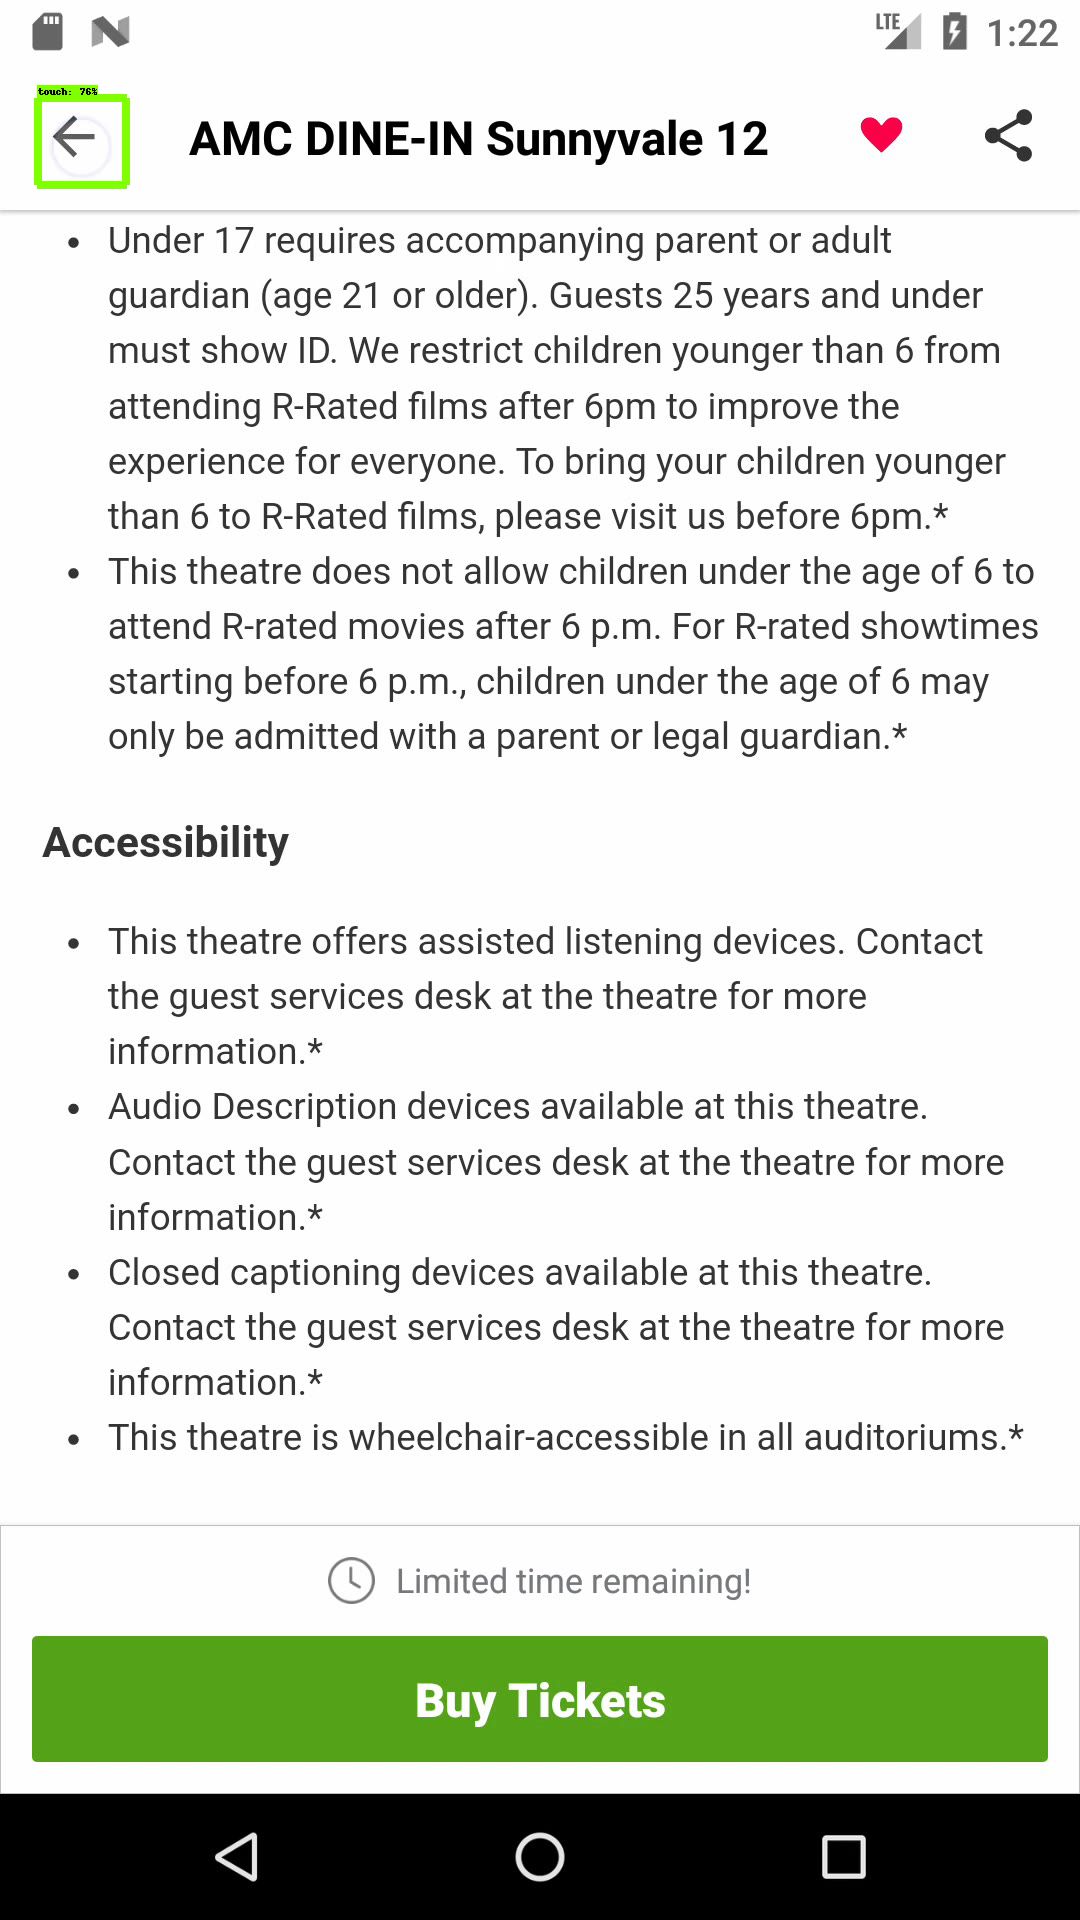 LTE 1:22
touch: 76%
AMC DINE-IN Sunnyvale 12
• Under 17 requires accompanying parent or adult
guardian (age 21 or older). Guests 25 years and under
must show ID. We restrict children younger than 6 from
attending R-Rated films after 6pm to improve the
experience for everyone. To bring your children younger
than 6 to R-Rated films, please visit us before 6pm.*
• This theatre does not allow children under the age of 6 to
attend R-rated movies after 6 p.m. For R-rated showtimes
starting before 6 p.m., children under the age of 6 may
only be admitted with a parent or legal guardian.*
Accessibility
• This theatre offers assisted listening devices. Contact
the guest services desk at the theatre for more
information.*
• Audio Description devices available at this theatre.
Contact the guest services desk at the theatre for more
information.*
• Closed captioning devices available at this theatre.
Contact the guest services desk at the theatre for more
information.*
• This theatre is wheelchair-accessible in all auditoriums.*
Limited time remaining!
Buy Tickets